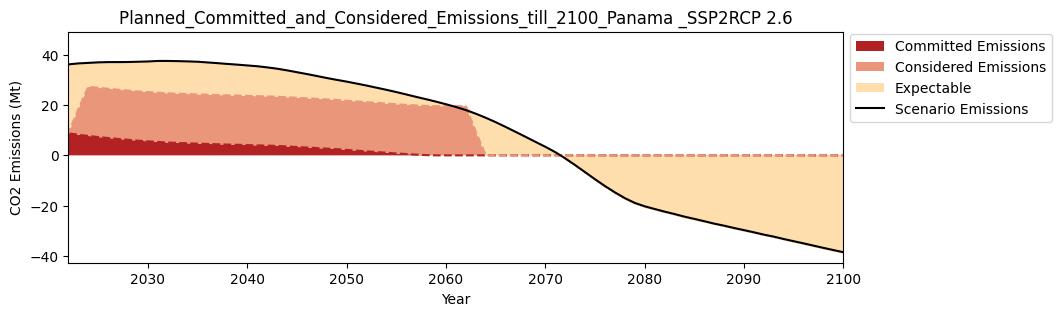 Planned_Committed_and_Considered_Emissions_till_2100_Panama _SSP2RCP 2.6
Committed Emissions
Considered Emissions
Expectable
Scenario Emissions
CO2 Emissions (Mt)
40
20
0
−20
−40
2030 2040 2050 2060 2070 2080 2090 2100
Year